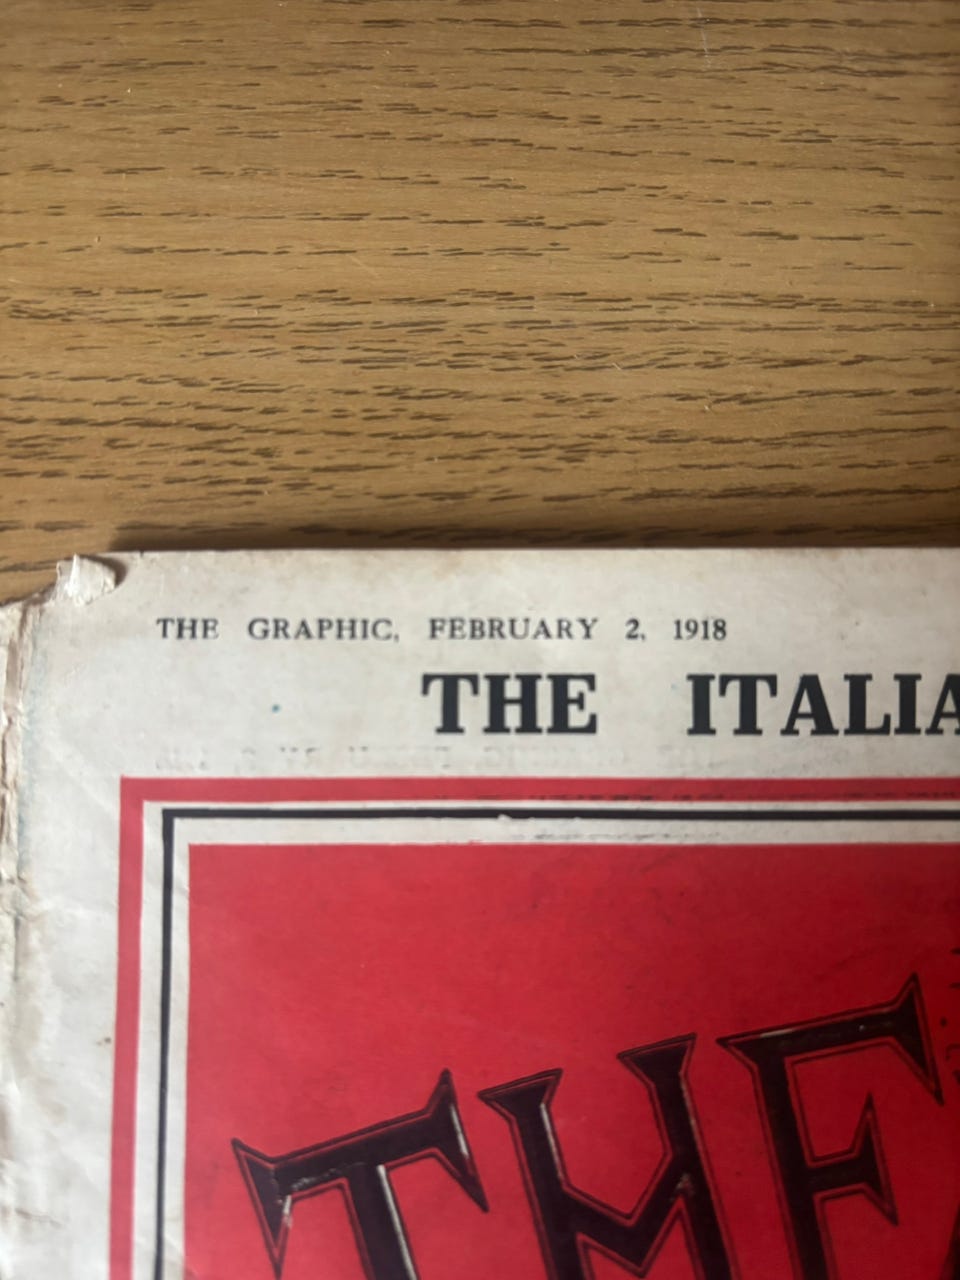 THE GRAPHIC, FEBRUARY 2, 1918
THE ITALIA
THE